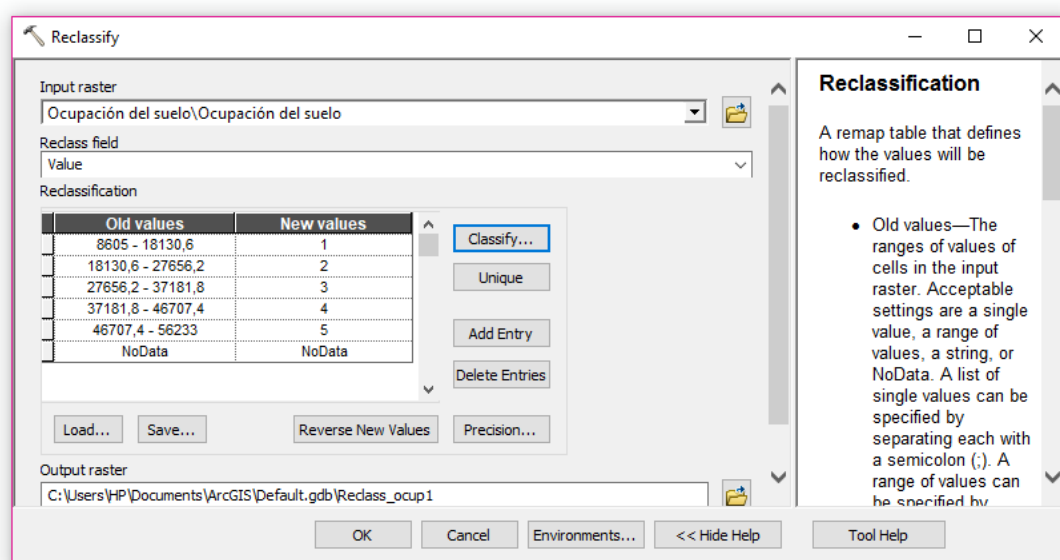 Reclassify
Input raster
Ocupación del suelo\Ocupación del suelo
Reclass field
Value
Reclassification
Old values New values
8605 - 18130,6 1
18130,6 - 27656,2 2
27656,2 - 37181,8 3
37181,8 - 46707,4 4
46707,4 - 56233 5
NoData NoData
Classify...
Unique
Add Entry
Delete Entries
Load... Save... Reverse New Values Precision...
Output raster
C:\Users\HP\Documents\ArcGIS\Default.gdb\Reclass_ocup1
OK Cancel Environments... << Hide Help Tool Help
Reclassification
A remap table that defines
how the values will be
reclassified.
• Old values—The
ranges of values of
cells in the input
raster. Acceptable
settings are a single
value, a range of
values, a string, or
NoData. A list of
single values can be
specified by
separating each with
a semicolon (;). A
range of values can
be specified by